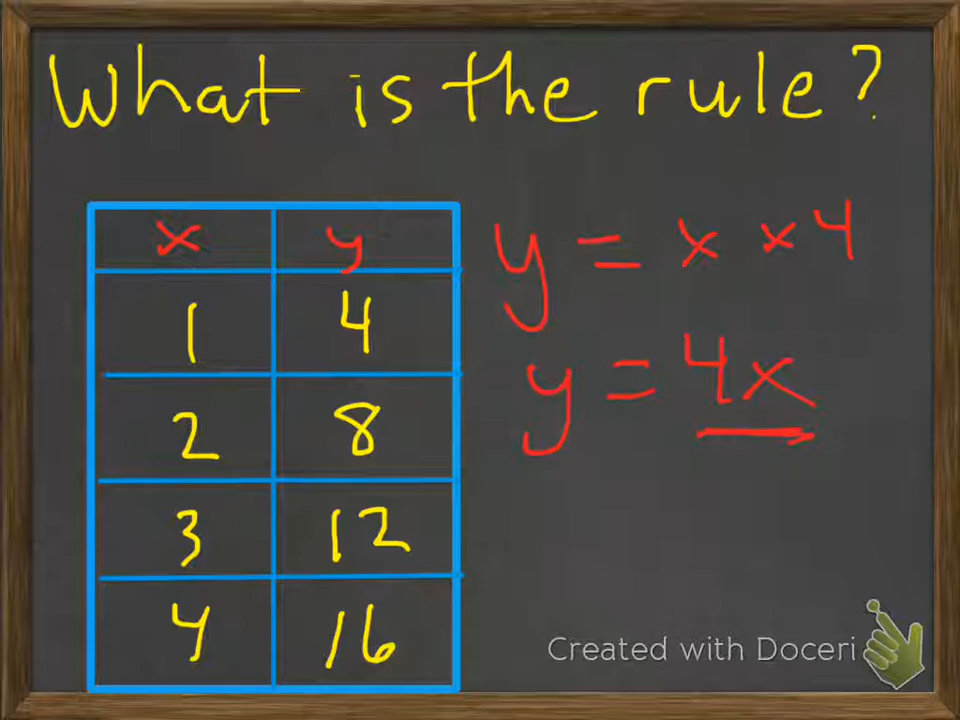 What is the rule?
x y
1 4
2 8
3 12
4 16
y = x × 4
y = 4x
Created with Doceri